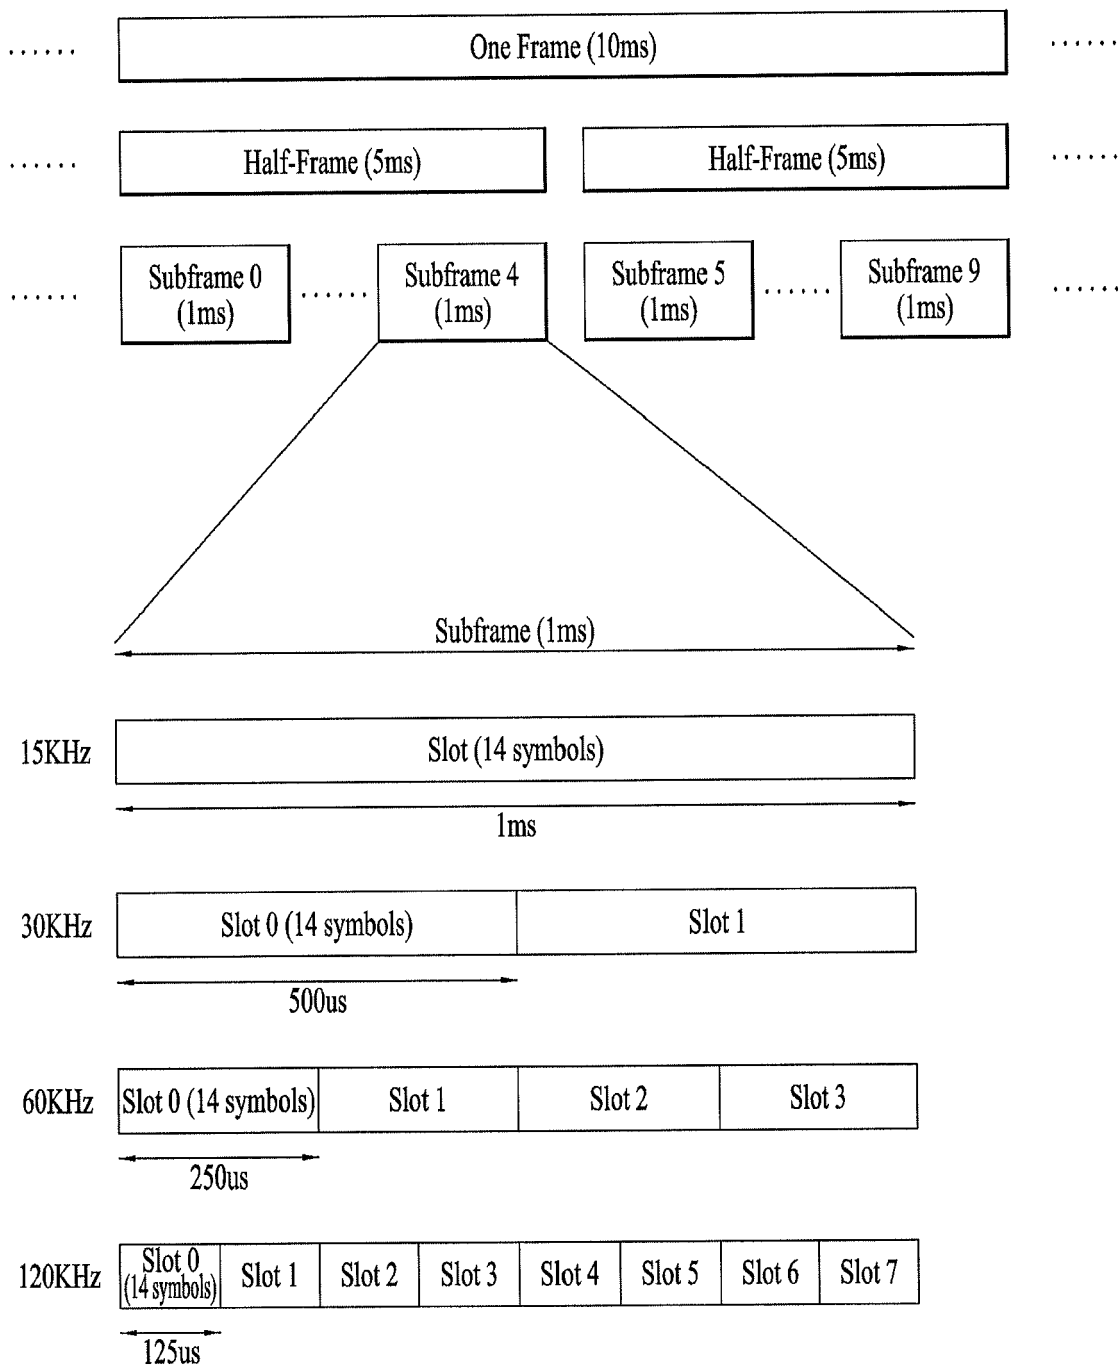 ...... One Frame (10ms) ......
...... Half-Frame (5ms) Half-Frame (5ms) ......
...... Subframe 0 (1ms) ...... Subframe 4 (1ms) Subframe 5 (1ms) ...... Subframe 9 (1ms) ......
Subframe (1ms)
15KHz Slot (14 symbols)
1ms
30KHz Slot 0 (14 symbols) Slot 1
500us
60KHz Slot 0 (14 symbols) Slot 1 Slot 2 Slot 3
250us
120KHz Slot 0 (14 symbols) Slot 1 Slot 2 Slot 3 Slot 4 Slot 5 Slot 6 Slot 7
125us